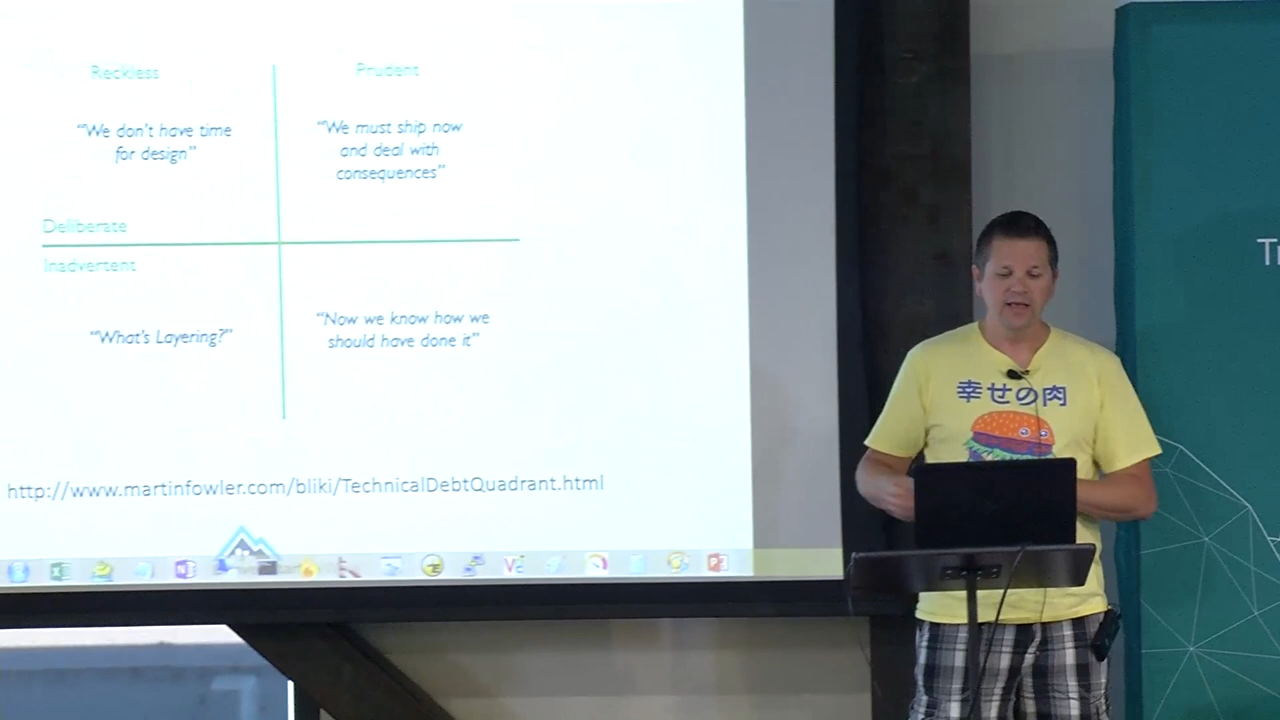 Reckless
Prudent
“We don't have time
for design”
“We must ship now
and deal with
consequences”
Deliberate
Inadvertent
“What's Layering?”
“Now we know how we
should have done it”
http://www.martinfowler.com/bliki/TechnicalDebtQuadrant.html
幸せの肉